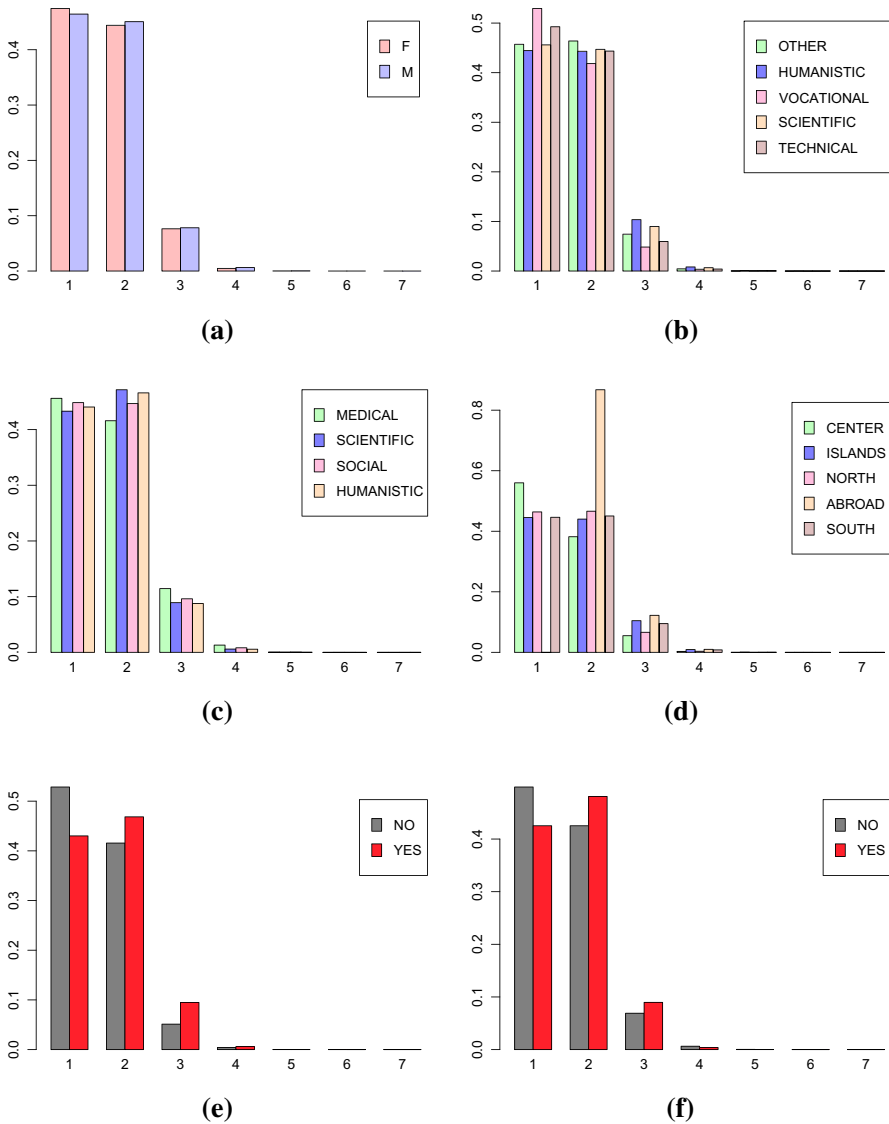 0.0 0.1 0.2 0.3 0.4
F
M
1 2 3 4 5 6 7
(a)
0.0 0.1 0.2 0.3 0.4 0.5
OTHER
HUMANISTIC
VOCATIONAL
SCIENTIFIC
TECHNICAL
1 2 3 4 5 6 7
(b)
0.0 0.1 0.2 0.3 0.4
MEDICAL
SCIENTIFIC
SOCIAL
HUMANISTIC
1 2 3 4 5 6 7
(c)
0.0 0.2 0.4 0.6 0.8
CENTER
ISLANDS
NORTH
ABROAD
SOUTH
1 2 3 4 5 6 7
(d)
0.0 0.1 0.2 0.3 0.4 0.5
NO
YES
1 2 3 4 5 6 7
(e)
0.0 0.1 0.2 0.3 0.4
NO
YES
1 2 3 4 5 6 7
(f)